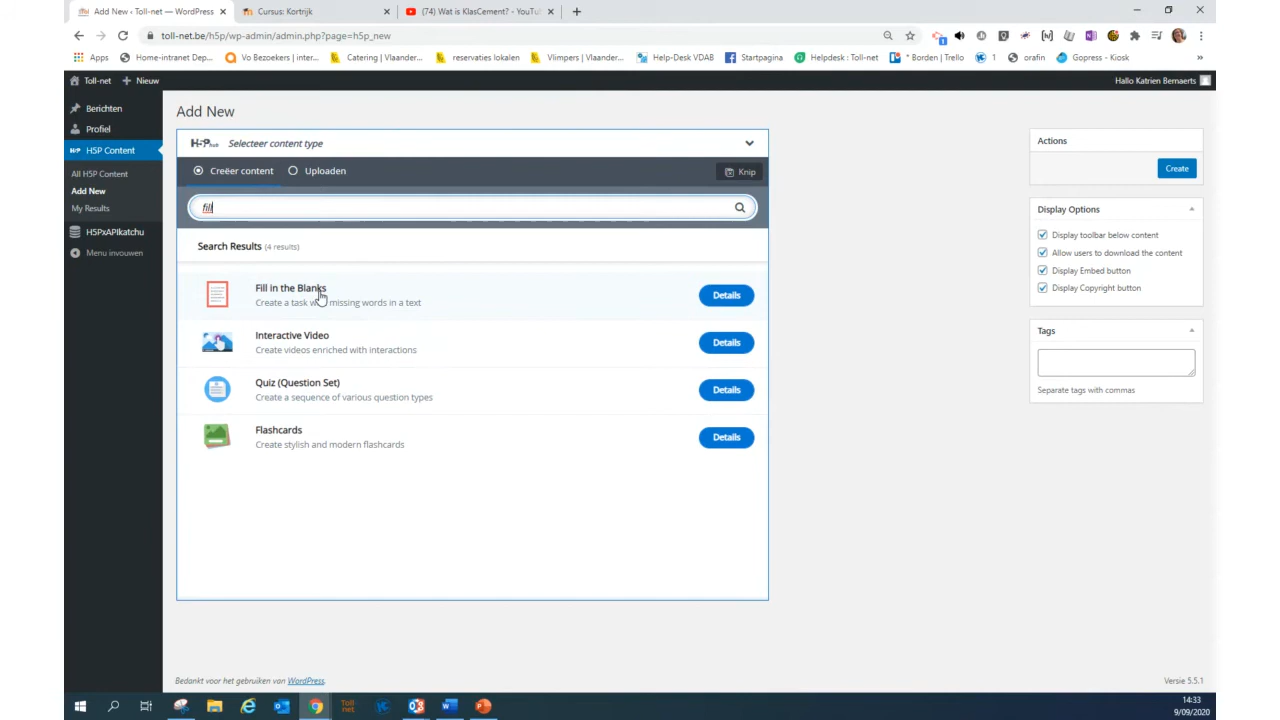 Add New ‹ Toll-net — WordPress
Cursus: Kortrijk
(74) Wat is KlasCement? - YouTu
toll-net.be/h5p/wp-admin/admin.php?page=h5p_new
Apps
Home-intranet Dep...
Vo Bezoekers | inter...
Catering | Vlaander...
reservaties lokalen
Vlimpers | Vlaander...
Help-Desk VDAB
Startpagina
Helpdesk : Toll-net
* Borden | Trello
1
orafin
Gopress - Kiosk
»
Toll-net
Nieuw
Hallo Katrien Bernaerts
Berichten
Profiel
H5P Content
All H5P Content
Add New
My Results
H5PxAPIkatchu
Menu invouwen
Add New
H5P hub Selecteer content type
Creëer content
Uploaden
Knip
fill
Search Results (4 results)
Fill in the Blanks
Create a task missing words in a text
Details
Interactive Video
Create videos enriched with interactions
Details
Quiz (Question Set)
Create a sequence of various question types
Details
Flashcards
Create stylish and modern flashcards
Details
Actions
Create
Display Options
Display toolbar below content
Allow users to download the content
Display Embed button
Display Copyright button
Tags
Separate tags with commas
Bedankt voor het gebruiken van WordPress.
Versie 5.5.1
Toll net
14:33
9/09/2020